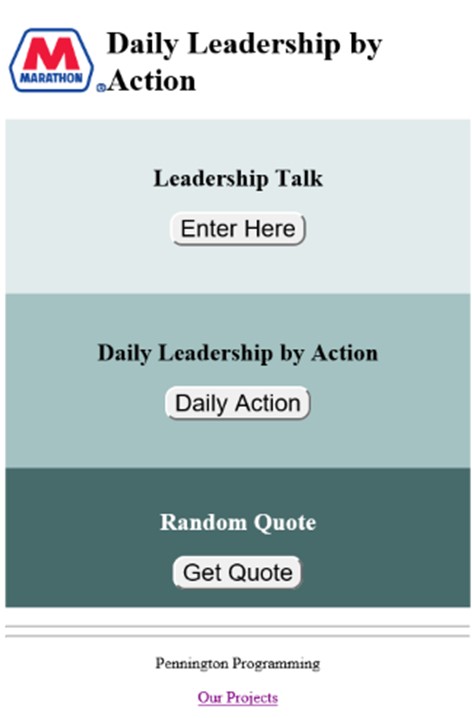 M
MARATHON
Daily Leadership by
Action
Leadership Talk
Enter Here
Daily Leadership by Action
Daily Action
Random Quote
Get Quote
Pennington Programming
Our Projects